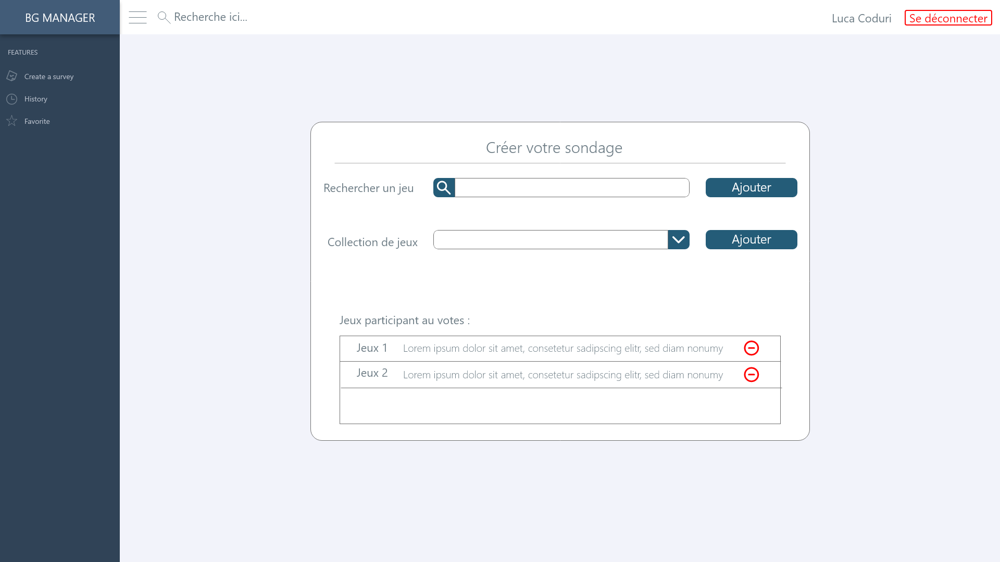 BG MANAGER
Recherche ici...
Luca Coduri
Se déconnecter
FEATURES
Create a survey
History
Favorite
Créer votre sondage
Rechercher un jeu
Ajouter
Collection de jeux
Ajouter
Jeux participant au votes :
Jeux 1 Lorem ipsum dolor sit amet, consetetur sadipscing elitr, sed diam nonumy
Jeux 2 Lorem ipsum dolor sit amet, consetetur sadipscing elitr, sed diam nonumy